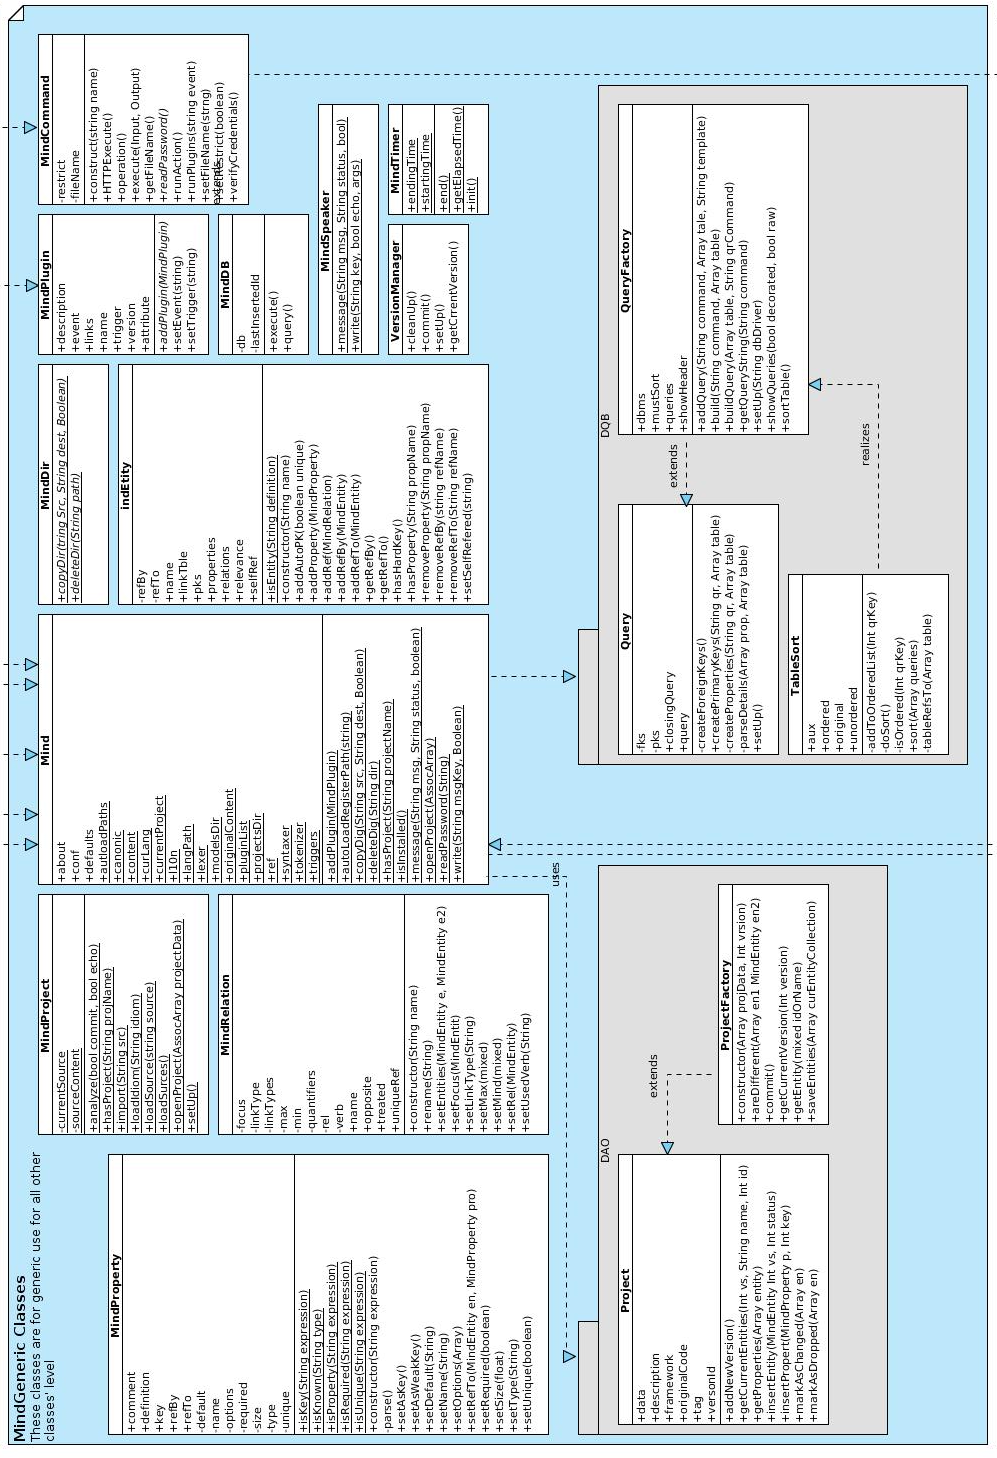 MindGeneric Classes
These classes are for generic use for all other
classes' level
MindProperty
+comment
+definition
+key
+refBy
+refTo
-default
-name
-options
-required
-size
-type
-unique
+isKey(String expression)
+isKnown(String type)
+isProperty(String expression)
+isRequired(String expression)
+isUnique(String expression)
+constructor(String expression)
-parse()
+setAsKey()
+setAsWeakKey()
+setDefault(String)
+setName(String)
+setOptions(Array)
+setRefTo(MindEntity en, MindProperty pro)
+setRequired(boolean)
+setSize(float)
+setType(String)
+setUnique(boolean)
MindProject
-currentSource
-sourceContent
+analyze(bool commit, bool echo)
+hasProject(String projName)
+import(String src)
+loadIdiom(String idiom)
+loadSource(string source)
+loadSurces()
+openProject(AssocArray projectData)
+setUp()
MindRelation
-focus
-linkType
-linkTypes
-max
-min
-quantifiers
-rel
-verb
+name
+opposite
+treated
+uniqueRef
+constructor(String name)
+rename(String)
+setEntities(MindEntity e, MindEntity e2)
+setFocus(MindEntit)
+setLinkType(String)
+setMax(mixed)
+setMind(mixed)
+setRel(MindEntity)
+setUsedVerb(String)
Mind
+about
+conf
+defaults
+autoloadPaths
+canonic
+content
+curLang
+currentProject
+l10n
+langPath
+lexer
+modelsDir
+originalContent
+pluginList
+projectsDir
+ref
+syntaxer
+tokenizer
+triggers
+addPlugin(MindPlugin)
+autoLoadRegisterPath(string)
+copyDig(String src, String dest, Boolean)
+deleteDig(String dir)
+hasProject(String projectName)
+isInstalled()
+message(String msg, String status, boolean)
+openProject(AssocArray)
+readPassword(String)
+write(String msgKey, Boolean)
MindDir
+copyDir(tring Src, String dest, Boolean)
+deleteDir(String path)
indEtity
-refBy
-refTo
+name
+linkTble
+pks
+properties
+relations
+relevance
+selfRef
+isEntity(String definition)
+constructor(String name)
+addAutoPK(boolean unique)
+addProperty(MindProperty)
+addRef(MindRelation)
+addRefBy(MindEntity)
+addRefTo(MindEntity)
+getRefBy()
+getRefTo()
+hasHardKey()
+hasProperty(String propName)
+removeProperty(String propName)
+removeRefBy(string refName)
+removeRefTo(String refName)
+setSelfRefered(string)
MindPlugin
+description
+event
+links
+name
+trigger
+version
+attribute
+addPlugin(MindPlugin)
+setEvent(string)
+setTrigger(string)
MindDB
-db
-lastInsertedId
+execute()
+query()
MindCommand
-restrict
-fileName
+construct(string name)
+HTTPExecute()
+operation()
+execute(Input, Output)
+getFileName()
+readPassword()
+runAction()
+runPlugins(string event)
+setFileName(strng)
+setRestrict(boolean)
+verifyCredentials()
extends
MindSpeaker
+message(String msg, String status, bool)
+write(String key, bool echo, args)
VersionManager
+cleanUp()
+commit()
+setUp()
+getCrrentVersion()
MindTimer
+endingTime
+startingTime
+end()
+getElapsedTime()
+init()
uses
DAO
Project
+data
+description
+framework
+originalCode
+tag
+versonId
+addNewVersion()
+getCurrentEntities(Int vs, String name, Int id)
+getProperties(Array entity)
+insertEntity(MindEntity Int vs, Int status)
+insertPropert(MindProperty p, Int key)
+markAsChanged(Array en)
+markAsDropped(Array en)
extends
ProjectFactory
+constructor(Array projData, Int vrsion)
+areDifferent(Array en1 MindEntity en2)
+commit()
+getCurrentVersion(Int version)
+getEntity(mixed idOrName)
+saveEntities(Array curEntityCollection)
DQB
Query
-fks
-pks
+closingQuery
+query
-createForeignKeys()
+createPrimaryKeys(String qr, Array table)
-createProperties(String qr, Array table)
-parseDetails(Array prop, Array table)
+setUp()
extends
QueryFactory
+dbms
+mustSort
+queries
+showHeader
+addQuery(String command, Array tale, String template)
+build(String command, Array table)
+buildQuery(Array table, String qrCommand)
+getQueryString(String command)
+setUp(String dbDriver)
+showQueries(bool decorated, bool raw)
+sortTable()
TableSort
+aux
+ordered
+original
+unordered
-addToOrderedList(Int qrKey)
-doSort()
-isOrdered(Int qrKey)
+sort(Array queries)
-tableRefsTo(Array table)
realizes